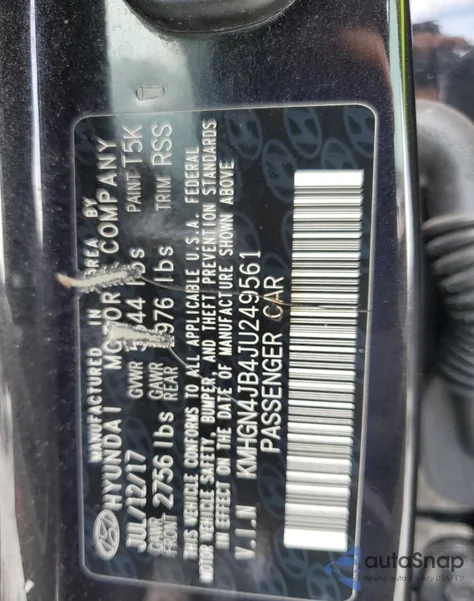 MANUFACTURED IN KOREA BY
HYUNDAI MOTOR COMPANY
JUL/12/17 GVWR 44 lbs PAINT T5K
GAWR FRONT 2756 lbs GAWR REAR 976 lbs TRIM RSS
THIS VEHICLE CONFORMS TO ALL APPLICABLE U.S.A. FEDERAL
MOTOR VEHICLE SAFETY, BUMPER, AND THEFT PREVENTION STANDARDS
IN EFFECT ON THE DATE OF MANUFACTURE SHOWN ABOVE
V.I.N KMHGN4JB4JU249561
PASSENGER CAR
autoSnap